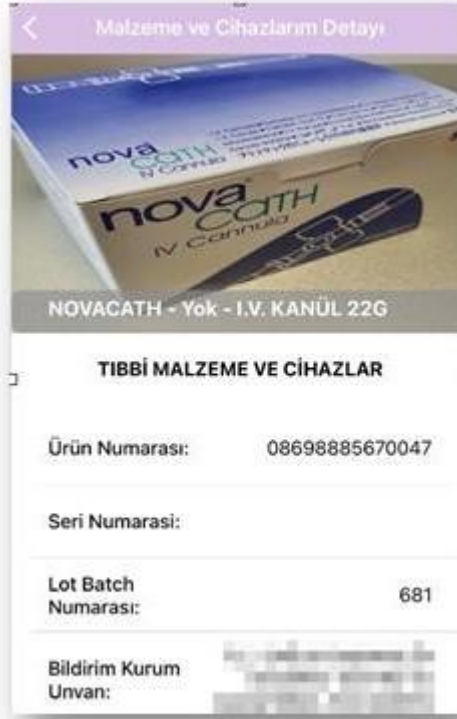 Malzeme ve Cihazlarım Detayı
nova
CATH
IV Cannula
nova
CATH
IV Cannula
NOVACATH - Yok - I.V. KANÜL 22G
TIBBİ MALZEME VE CİHAZLAR
Ürün Numarası: 08698885670047
Seri Numarasi:
Lot Batch
Numarası: 681
Bildirim Kurum
Unvan: